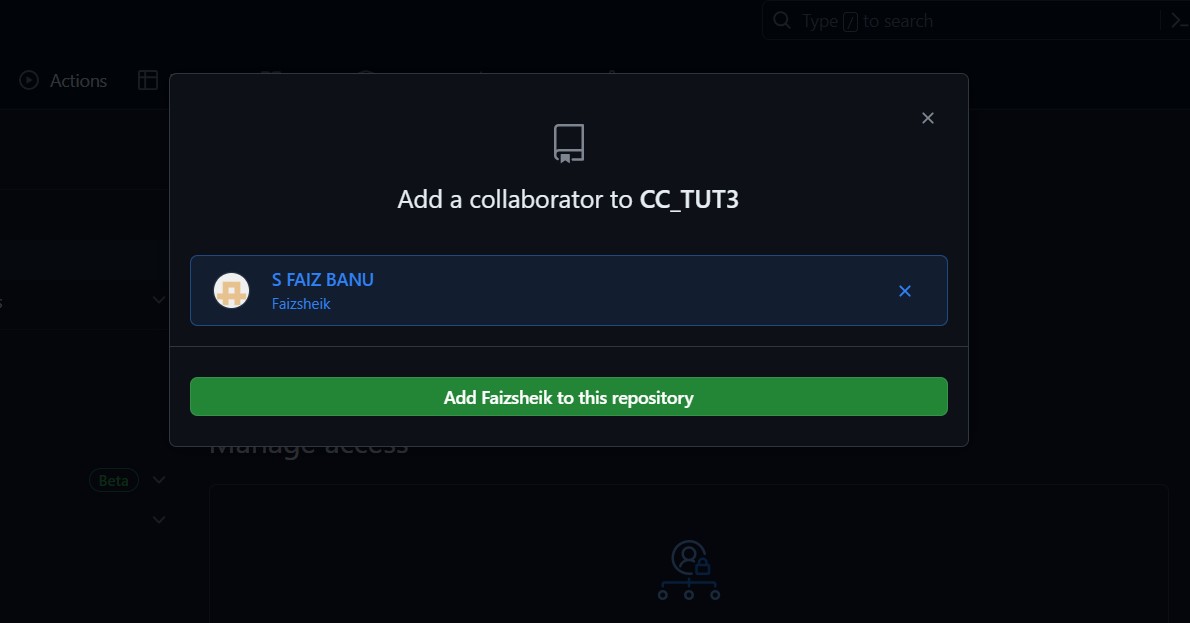 Type / to search
Actions
Add a collaborator to CC_TUT3
S FAIZ BANU
Faizsheik
Add Faizsheik to this repository
Manage access
Beta